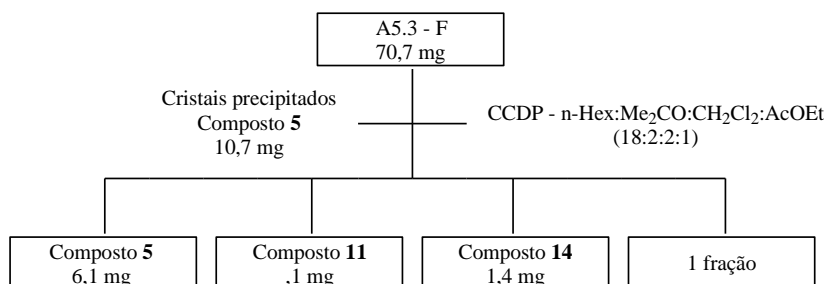 A5.3 - F
70,7 mg
Cristais precipitados
Composto 5
10,7 mg
CCDP - n-Hex:Me2CO:CH2Cl2:AcOEt
(18:2:2:1)
Composto 5
6,1 mg
Composto 11
,1 mg
Composto 14
1,4 mg
1 fração